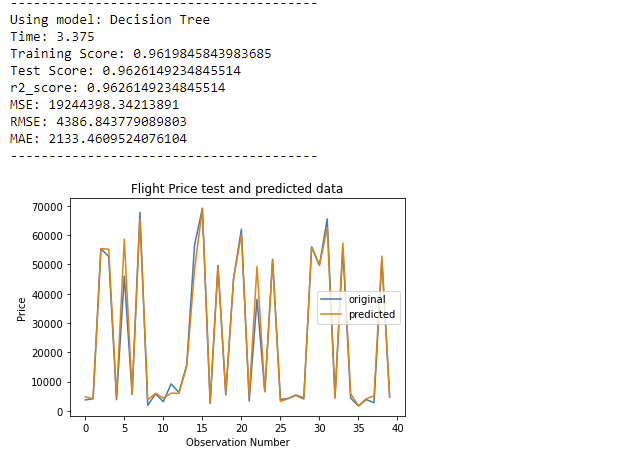 ----------------------------------------
Using model: Decision Tree
Time: 3.375
Training Score: 0.9619845843983685
Test Score: 0.9626149234845514
r2_score: 0.9626149234845514
MSE: 19244398.34213891
RMSE: 4386.843779089803
MAE: 2133.4609524076104
----------------------------------------
Flight Price test and predicted data
70000
60000
50000
40000
30000
20000
10000
0
Price
original
predicted
0 5 10 15 20 25 30 35 40
Observation Number